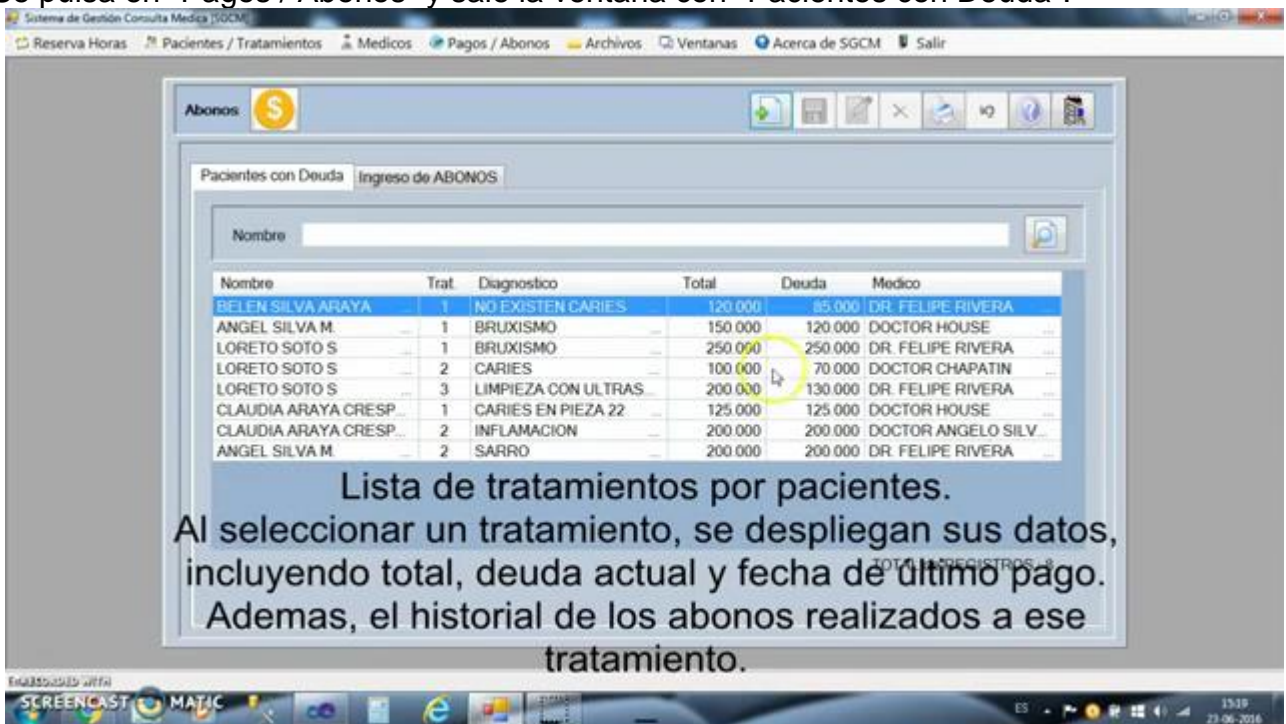 se pulsa en "Pagos / Abonos" y sale la ventana con "Pacientes con Deuda".
Sistema de Gestión Consulta Medica [SGCM]
Reserva Horas Pacientes / Tratamientos Medicos Pagos / Abonos Archivos Ventanas Acerca de SGCM Salir
Abonos
Pacientes con Deuda Ingreso de ABONOS
Nombre
Nombre Trat. Diagnostico Total Deuda Medico
BELEN SILVA ARAYA ... 1 NO EXISTEN CARIES ... 120.000 85.000 DR. FELIPE RIVERA ...
ANGEL SILVA M. ... 1 BRUXISMO ... 150.000 120.000 DOCTOR HOUSE ...
LORETO SOTO S ... 1 BRUXISMO ... 250.000 250.000 DR. FELIPE RIVERA ...
LORETO SOTO S ... 2 CARIES ... 100.000 70.000 DOCTOR CHAPATIN ...
LORETO SOTO S ... 3 LIMPIEZA CON ULTRAS... 200.000 130.000 DR. FELIPE RIVERA ...
CLAUDIA ARAYA CRESP... 1 CARIES EN PIEZA 22 ... 125.000 125.000 DOCTOR HOUSE ...
CLAUDIA ARAYA CRESP... 2 INFLAMACION ... 200.000 200.000 DOCTOR ANGELO SILV...
ANGEL SILVA M. ... 2 SARRO ... 200.000 200.000 DR. FELIPE RIVERA ...
Lista de tratamientos por pacientes.
Al seleccionar un tratamiento, se despliegan sus datos,
incluyendo total, deuda actual y fecha de último pago.
Ademas, el historial de los abonos realizados a ese
tratamiento.
RECORDED WITH
SCREENCAST MATIC
ES 15:19
23-06-2016